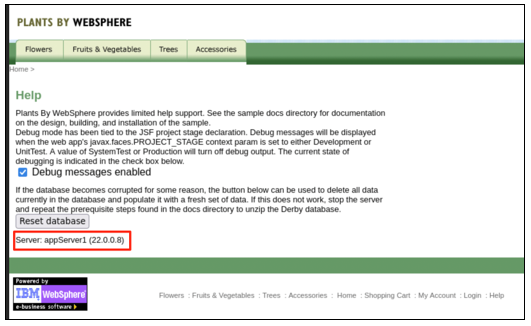 PLANTS BY WEBSPHERE
Flowers Fruits & Vegetables Trees Accessories
Home >
Help
Plants By WebSphere provides limited help support. See the sample docs directory for documentation
on the design, building, and installation of the sample.
Debug mode has been tied to the JSF project stage declaration. Debug messages will be displayed
when the web app's javax.faces.PROJECT_STAGE context param is set to either Development or
UnitTest. A value of SystemTest or Production will turn off debug output. The current state of
debugging is indicated in the check box below.
Debug messages enabled
If the database becomes corrupted for some reason, the button below can be used to delete all data
currently in the database and populate it with a fresh set of data. If this does not work, stop the server
and repeat the prerequisite steps found in the docs directory to unzip the Derby database.
Reset database
Server: appServer1 (22.0.0.8)
Powered by
IBM WebSphere
e-business software
Flowers : Fruits & Vegetables : Trees : Accessories : Home : Shopping Cart : My Account : Login : Help